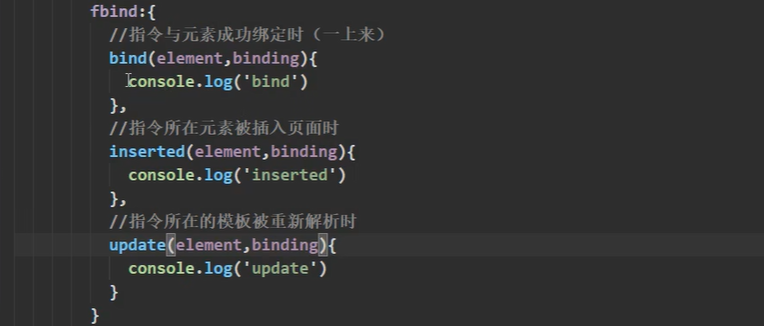 fbind:{
//指令与元素成功绑定时（一上来）
bind(element,binding){
console.log('bind')
},
//指令所在元素被插入页面时
inserted(element,binding){
console.log('inserted')
},
//指令所在的模板被重新解析时
update(element,binding){
console.log('update')
}
}